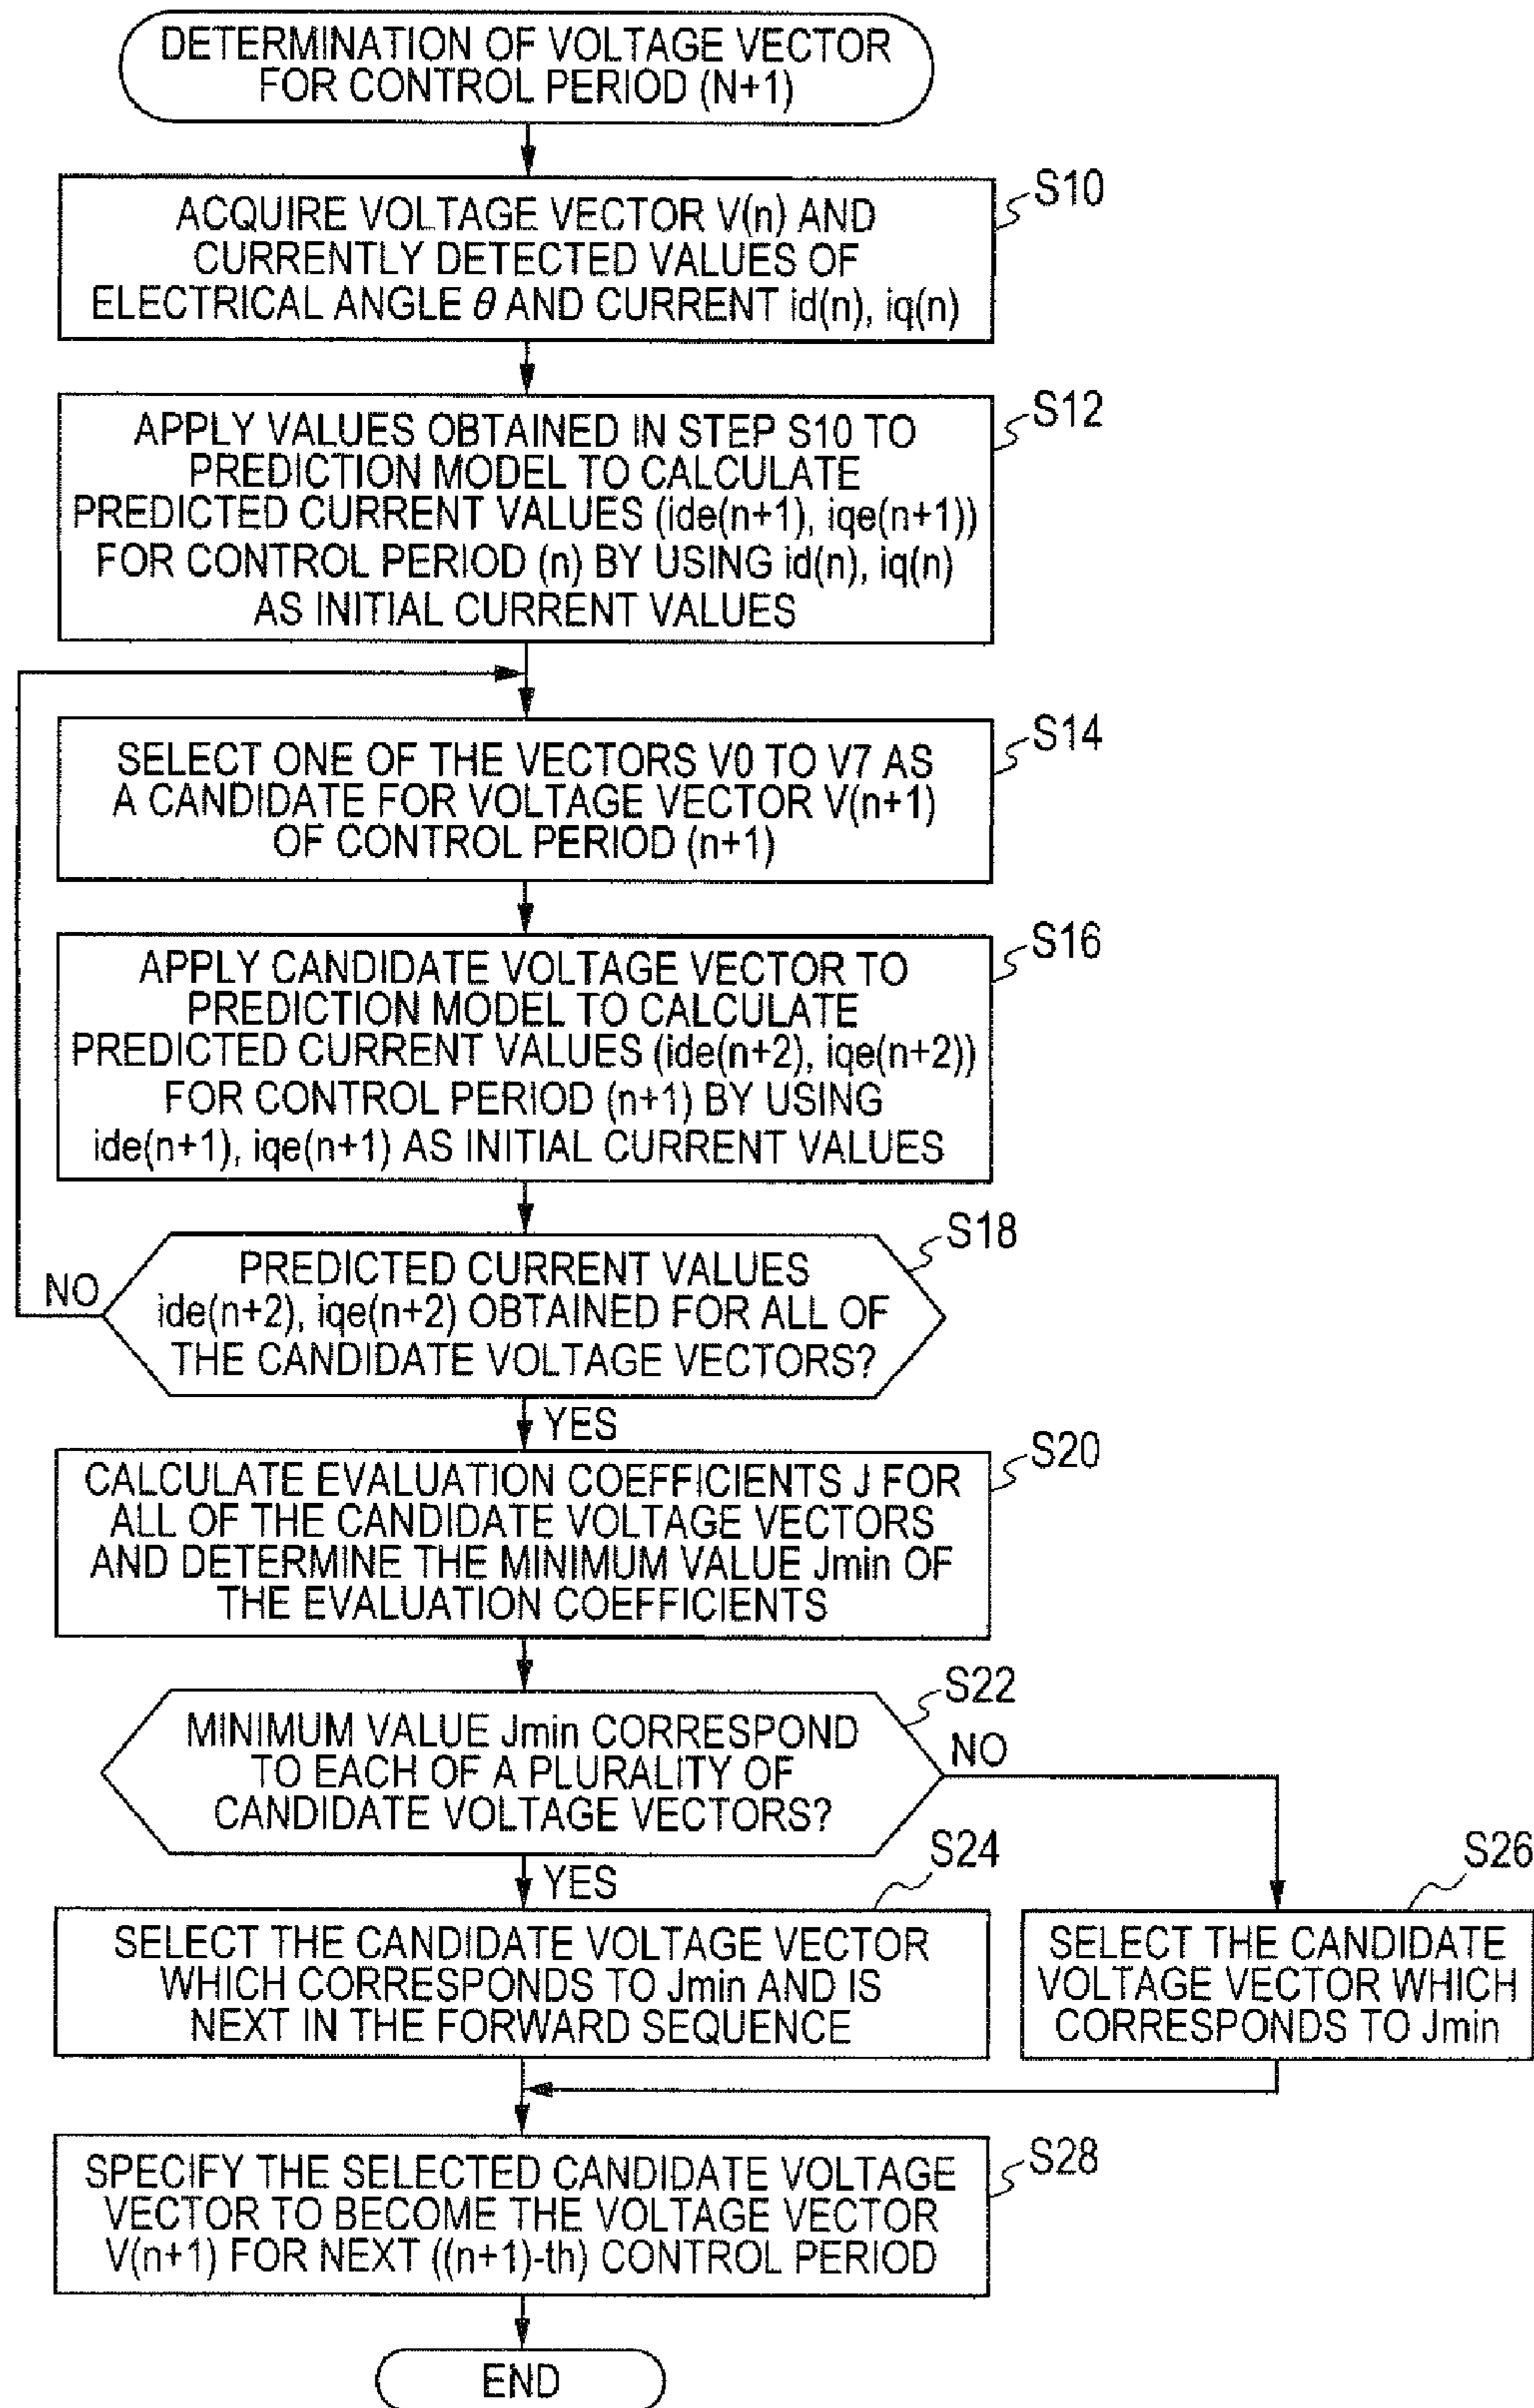 DETERMINATION OF VOLTAGE VECTOR
FOR CONTROL PERIOD (N+1)
S10
ACQUIRE VOLTAGE VECTOR V(n) AND
CURRENTLY DETECTED VALUES OF
ELECTRICAL ANGLE θ AND CURRENT id(n), iq(n)
S12
APPLY VALUES OBTAINED IN STEP S10 TO
PREDICTION MODEL TO CALCULATE
PREDICTED CURRENT VALUES (ide(n+1), iqe(n+1))
FOR CONTROL PERIOD (n) BY USING id(n), iq(n)
AS INITIAL CURRENT VALUES
S14
SELECT ONE OF THE VECTORS V0 TO V7 AS
A CANDIDATE FOR VOLTAGE VECTOR V(n+1)
OF CONTROL PERIOD (n+1)
S16
APPLY CANDIDATE VOLTAGE VECTOR TO
PREDICTION MODEL TO CALCULATE
PREDICTED CURRENT VALUES (ide(n+2), iqe(n+2))
FOR CONTROL PERIOD (n+1) BY USING
ide(n+1), iqe(n+1) AS INITIAL CURRENT VALUES
S18
PREDICTED CURRENT VALUES
ide(n+2), iqe(n+2) OBTAINED FOR ALL OF
THE CANDIDATE VOLTAGE VECTORS?
NO
YES
S20
CALCULATE EVALUATION COEFFICIENTS J FOR
ALL OF THE CANDIDATE VOLTAGE VECTORS
AND DETERMINE THE MINIMUM VALUE Jmin OF
THE EVALUATION COEFFICIENTS
S22
MINIMUM VALUE Jmin CORRESPOND
TO EACH OF A PLURALITY OF
CANDIDATE VOLTAGE VECTORS?
NO
YES
S24
SELECT THE CANDIDATE VOLTAGE VECTOR
WHICH CORRESPONDS TO Jmin AND IS
NEXT IN THE FORWARD SEQUENCE
S26
SELECT THE CANDIDATE
VOLTAGE VECTOR WHICH
CORRESPONDS TO Jmin
S28
SPECIFY THE SELECTED CANDIDATE VOLTAGE
VECTOR TO BECOME THE VOLTAGE VECTOR
V(n+1) FOR NEXT ((n+1)-th) CONTROL PERIOD
END